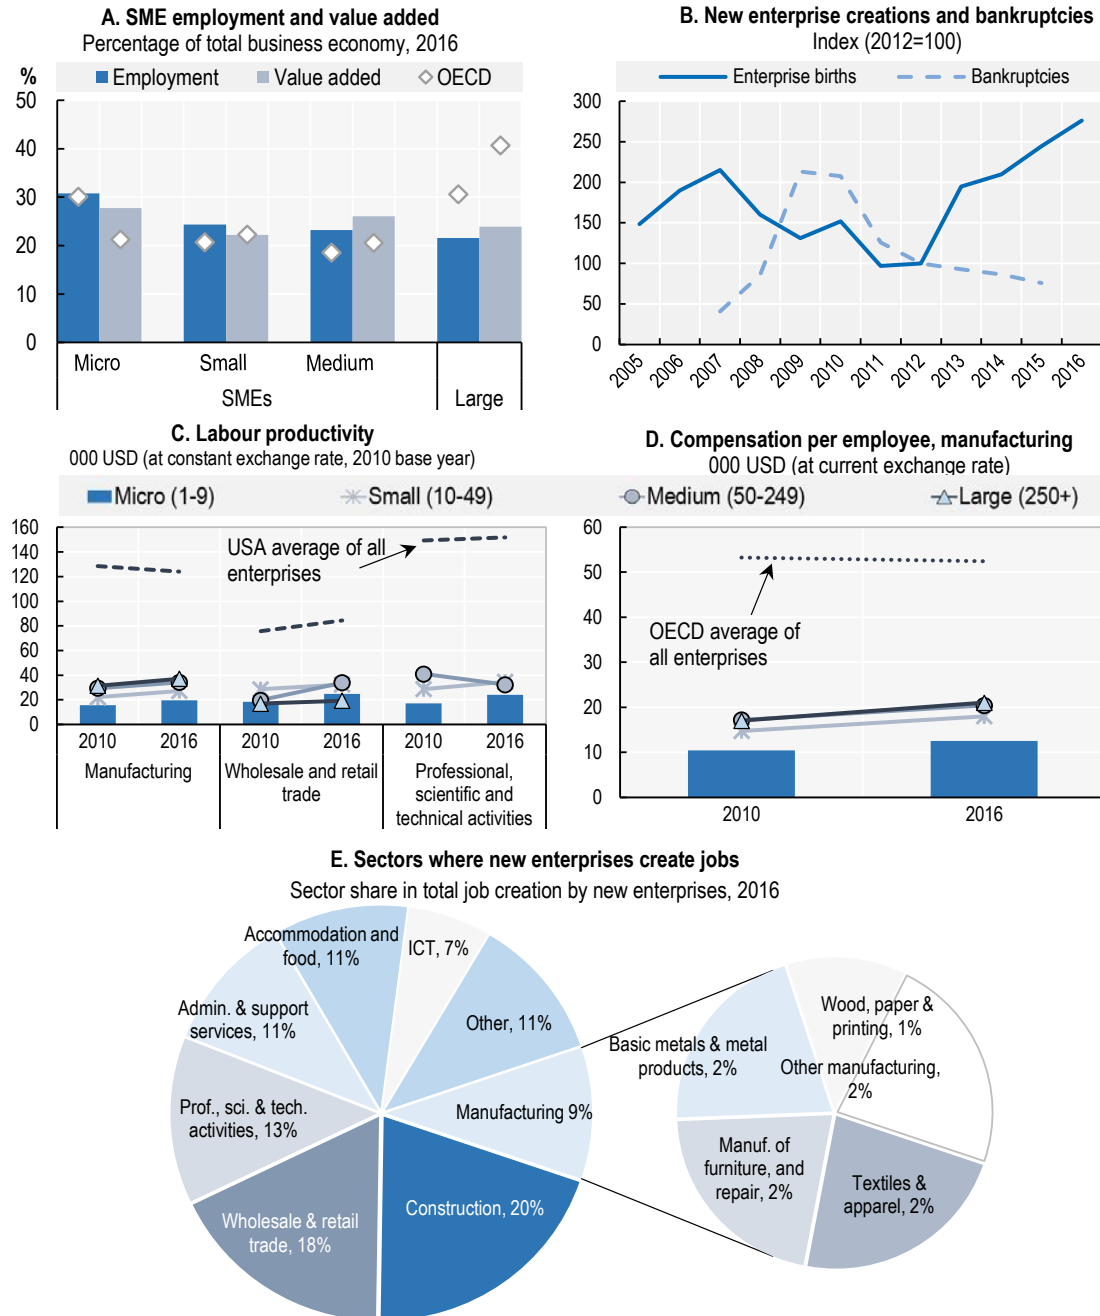 A. SME employment and value added
Percentage of total business economy, 2016
%
Employment Value added OECD
50
40
30
20
10
0
Micro Small Medium
SMEs Large
B. New enterprise creations and bankruptcies
Index (2012=100)
Enterprise births Bankruptcies
300
250
200
150
100
50
0
2005 2006 2007 2008 2009 2010 2011 2012 2013 2014 2015 2016
C. Labour productivity
000 USD (at constant exchange rate, 2010 base year)
D. Compensation per employee, manufacturing
000 USD (at current exchange rate)
Micro (1-9) Small (10-49) Medium (50-249) Large (250+)
160
140
120
100
80
60
40
20
0
USA average of all
enterprises
2010 2016 2010 2016 2010 2016
Manufacturing
Wholesale and retail
trade
Professional,
scientific and
technical activities
60
50
40
30
20
10
0
OECD average of
all enterprises
2010 2016
E. Sectors where new enterprises create jobs
Sector share in total job creation by new enterprises, 2016
Accommodation and
food, 11%
ICT, 7%
Other, 11%
Admin. & support
services, 11%
Prof., sci. & tech.
activities, 13%
Manufacturing 9%
Wholesale & retail
trade, 18%
Construction, 20%
Wood, paper &
printing, 1%
Basic metals & metal
products, 2%
Other manufacturing,
2%
Manuf. of
furniture, and
repair, 2%
Textiles &
apparel, 2%